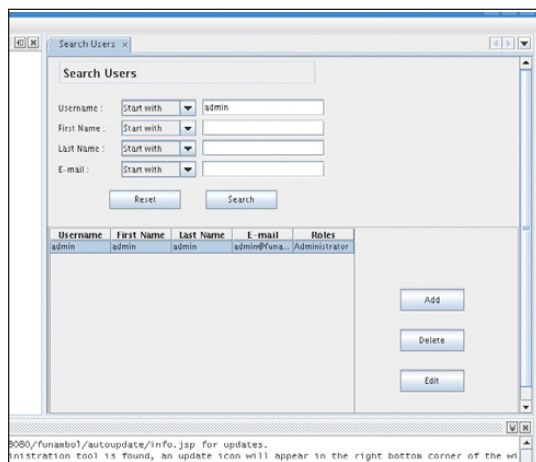 Search Users x
Search Users
Username : Start with admin
First Name : Start with
Last Name : Start with
E-mail : Start with
Reset Search
Username First Name Last Name E-mail Roles
admin admin admin admin@funa... Administrator
Add
Delete
Edit
8080/funambol/autoupdate/info.jsp for updates.
inistration tool is found, an update icon will appear in the right bottom corner of the wi